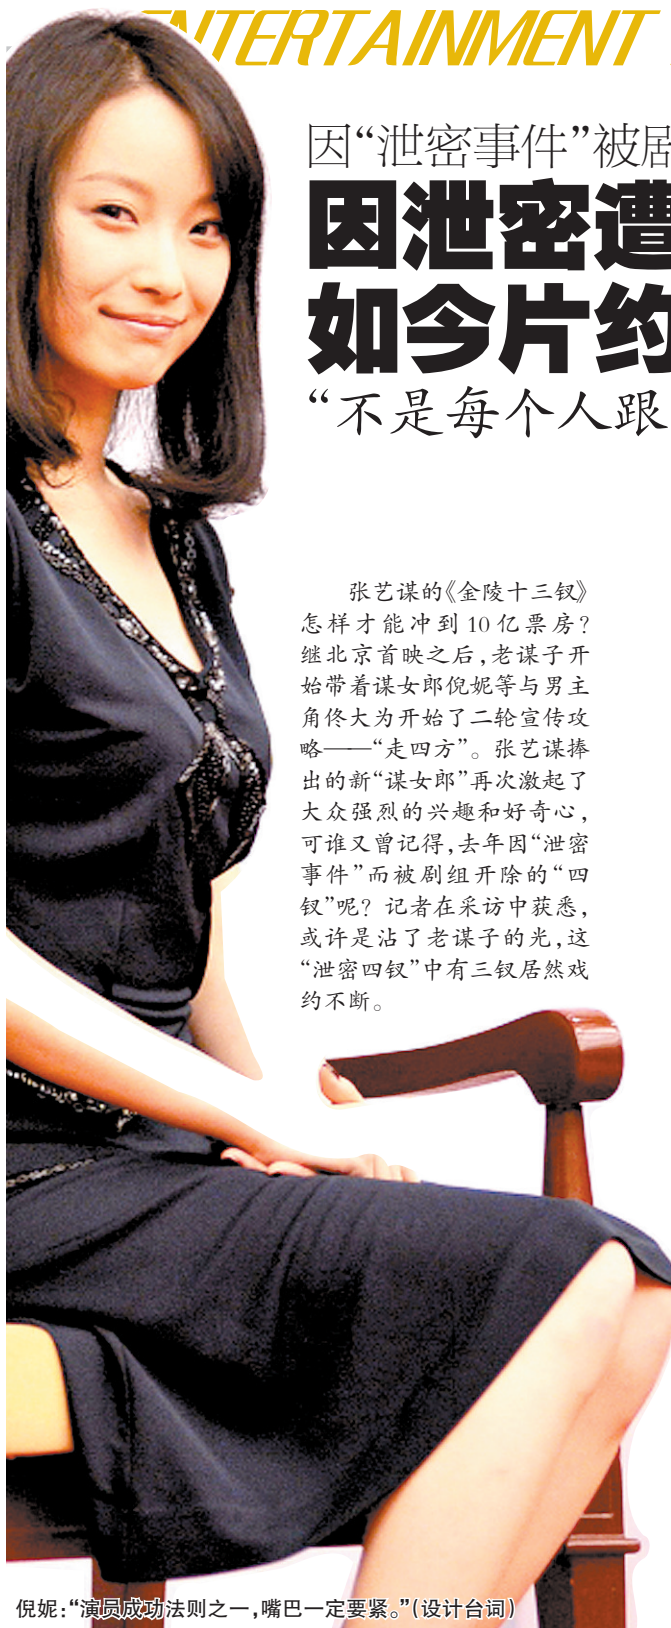 ENTERTAINMENT
因“泄密事件”被剧
因泄密遭
如今片约
“不是每个人跟
张艺谋的《金陵十三钗》
怎样才能冲到10亿票房?
继北京首映之后,老谋子开
始带着谋女郎倪妮等与男主
角佟大为开始了二轮宣传攻
略——“走四方”。张艺谋捧
出的新“谋女郎”再次激起了
大众强烈的兴趣和好奇心,
可谁又曾记得,去年因“泄密
事件”而被剧组开除的“四
钗”呢?记者在采访中获悉,
或许是沾了老谋子的光,这
“泄密四钗”中有三钗居然戏
约不断。
倪妮:“演员成功法则之一,嘴巴一定要紧。”(设计台词)